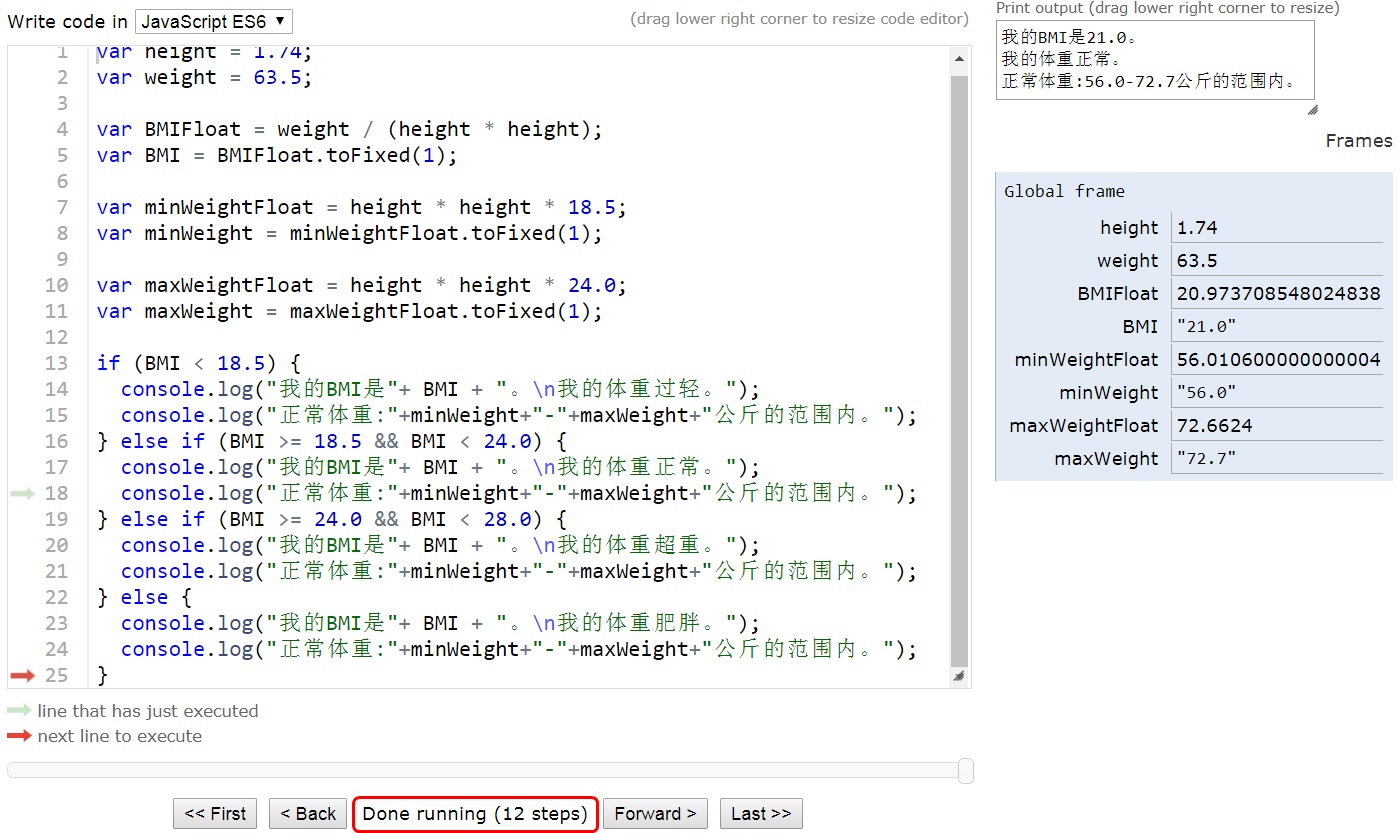 Write code in JavaScript ES6 ▼
(drag lower right corner to resize code editor)
1 var height = 1.74;
2 var weight = 63.5;
3
4 var BMIFloat = weight / (height * height);
5 var BMI = BMIFloat.toFixed(1);
6
7 var minWeightFloat = height * height * 18.5;
8 var minWeight = minWeightFloat.toFixed(1);
9
10 var maxWeightFloat = height * height * 24.0;
11 var maxWeight = maxWeightFloat.toFixed(1);
12
13 if (BMI < 18.5) {
14   console.log("我的BMI是"+ BMI + "。\n我的体重过轻。");
15   console.log("正常体重:"+minWeight+"-"+maxWeight+"公斤的范围内。");
16 } else if (BMI >= 18.5 && BMI < 24.0) {
17   console.log("我的BMI是"+ BMI + "。\n我的体重正常。");
18   console.log("正常体重:"+minWeight+"-"+maxWeight+"公斤的范围内。");
19 } else if (BMI >= 24.0 && BMI < 28.0) {
20   console.log("我的BMI是"+ BMI + "。\n我的体重超重。");
21   console.log("正常体重:"+minWeight+"-"+maxWeight+"公斤的范围内。");
22 } else {
23   console.log("我的BMI是"+ BMI + "。\n我的体重肥胖。");
24   console.log("正常体重:"+minWeight+"-"+maxWeight+"公斤的范围内。");
25 }
line that has just executed
next line to execute
<< First < Back Done running (12 steps) Forward > Last >>
Print output (drag lower right corner to resize)
我的BMI是21.0。
我的体重正常。
正常体重:56.0-72.7公斤的范围内。
Frames
Global frame
height 1.74
weight 63.5
BMIFloat 20.973708548024838
BMI "21.0"
minWeightFloat 56.010600000000004
minWeight "56.0"
maxWeightFloat 72.6624
maxWeight "72.7"